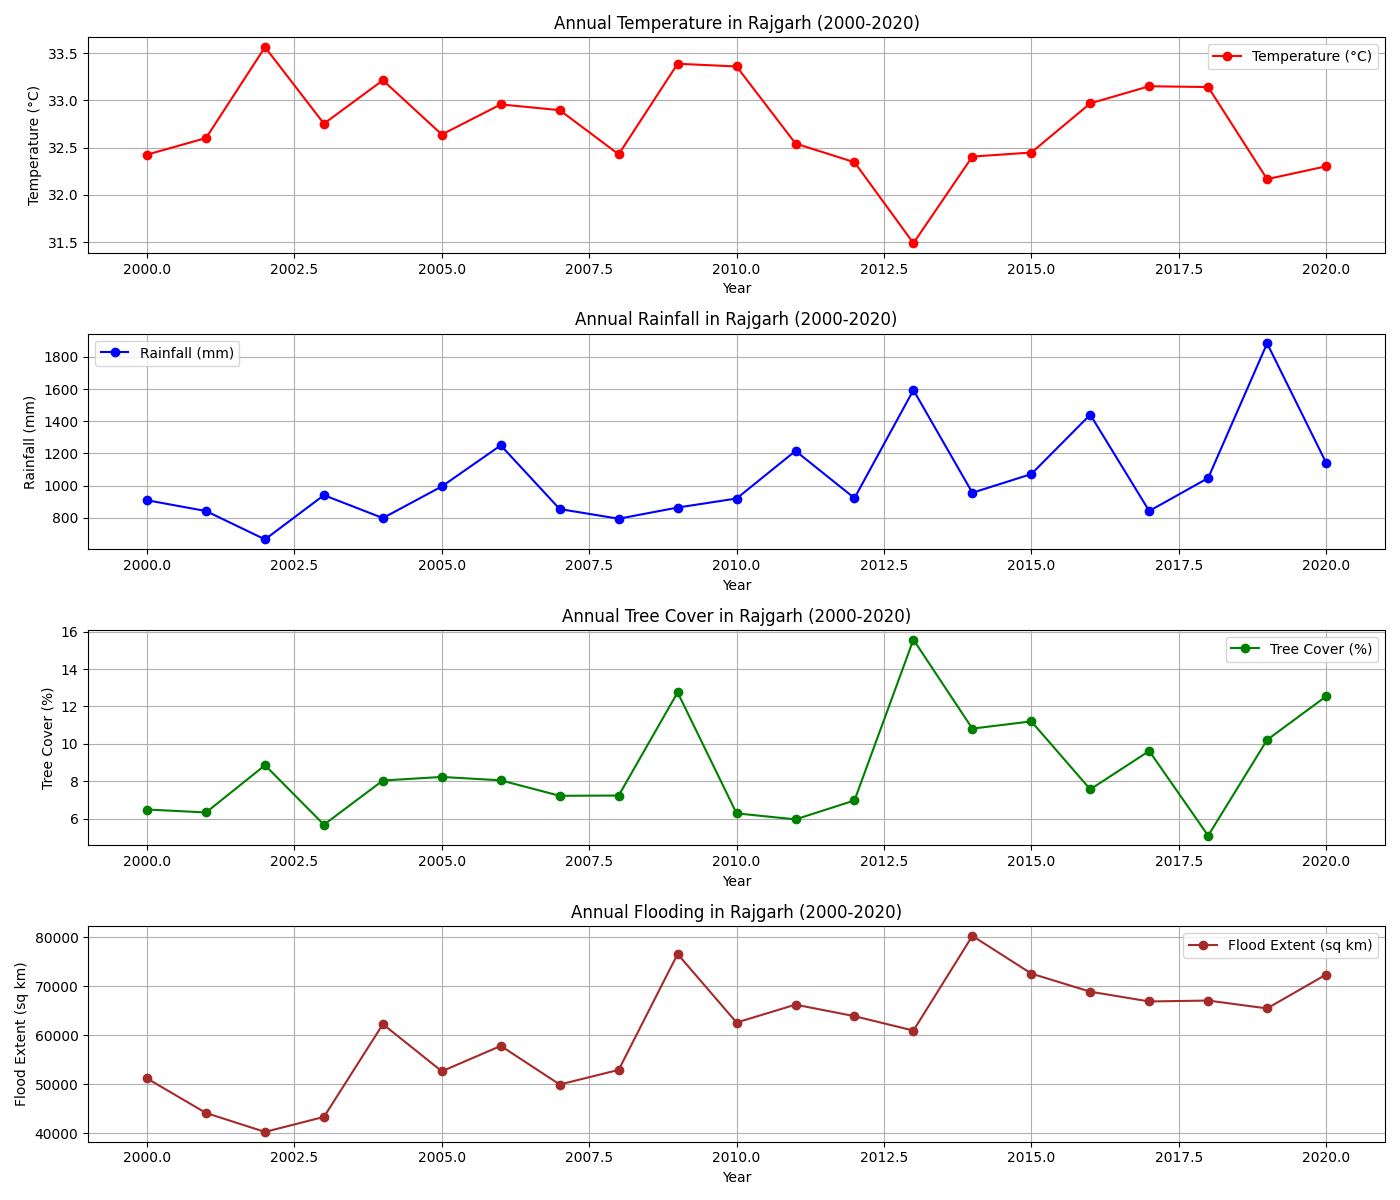 Annual Temperature in Rajgarh (2000-2020)
Temperature (°C)
33.5
33.0
32.5
32.0
31.5
Temperature (°C)
2000.0 2002.5 2005.0 2007.5 2010.0 2012.5 2015.0 2017.5 2020.0
Year
Annual Rainfall in Rajgarh (2000-2020)
Rainfall (mm)
1800
1600
1400
1200
1000
800
Rainfall (mm)
2000.0 2002.5 2005.0 2007.5 2010.0 2012.5 2015.0 2017.5 2020.0
Year
Annual Tree Cover in Rajgarh (2000-2020)
Tree Cover (%)
16
14
12
10
8
6
Tree Cover (%)
2000.0 2002.5 2005.0 2007.5 2010.0 2012.5 2015.0 2017.5 2020.0
Year
Annual Flooding in Rajgarh (2000-2020)
Flood Extent (sq km)
80000
70000
60000
50000
40000
Flood Extent (sq km)
2000.0 2002.5 2005.0 2007.5 2010.0 2012.5 2015.0 2017.5 2020.0
Year